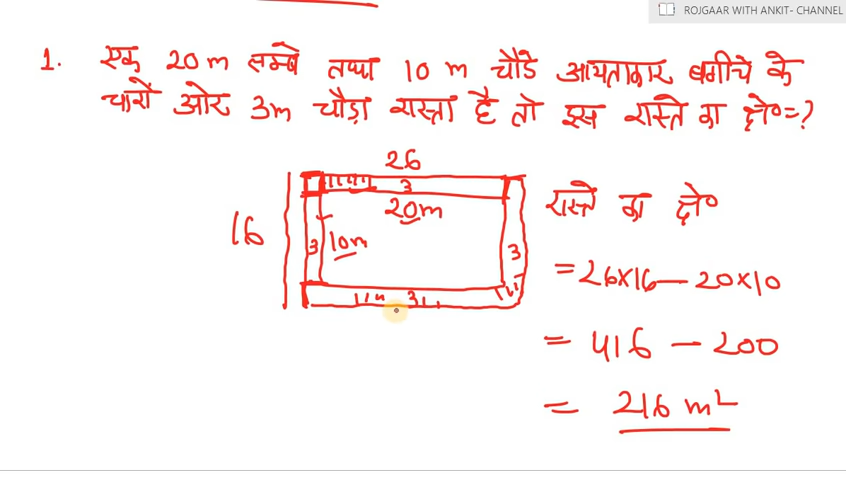 ROJGAAR WITH ANKIT- CHANNEL
1. एक 20m लम्बे तथा 10 m चौडे आयताकार बगीचे के
चारों ओर 3m चौड़ा रास्ता है तो इस रास्ते का क्षे०=?
26
3
20m
16
3
10m
3
3
रास्ते का क्षे०
=26×16-20×10
= 416-200
= 216 m²